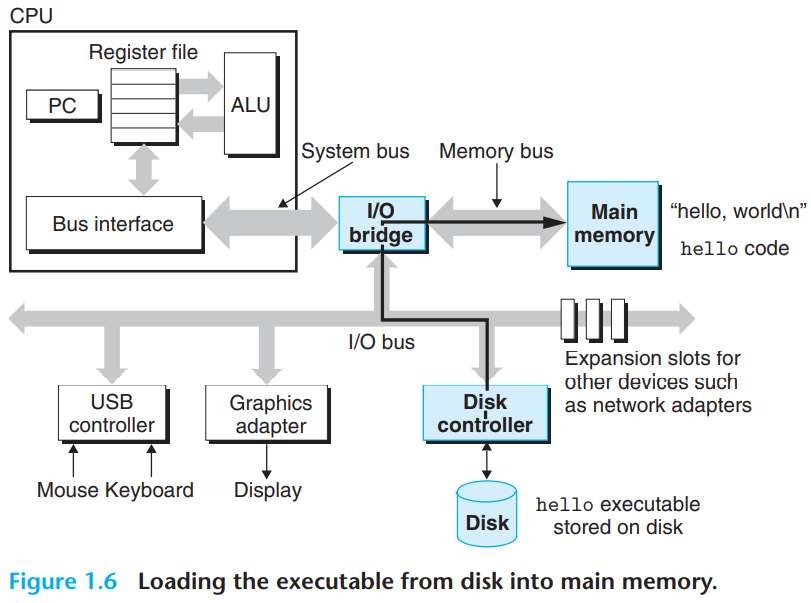 CPU
Register file
PC
ALU
System bus
Memory bus
Bus interface
I/O
bridge
Main
memory
“hello, world\n”
hello code
I/O bus
Expansion slots for
other devices such
as network adapters
USB
controller
Graphics
adapter
Disk
controller
Mouse Keyboard
Display
Disk
hello executable
stored on disk
Figure 1.6 Loading the executable from disk into main memory.